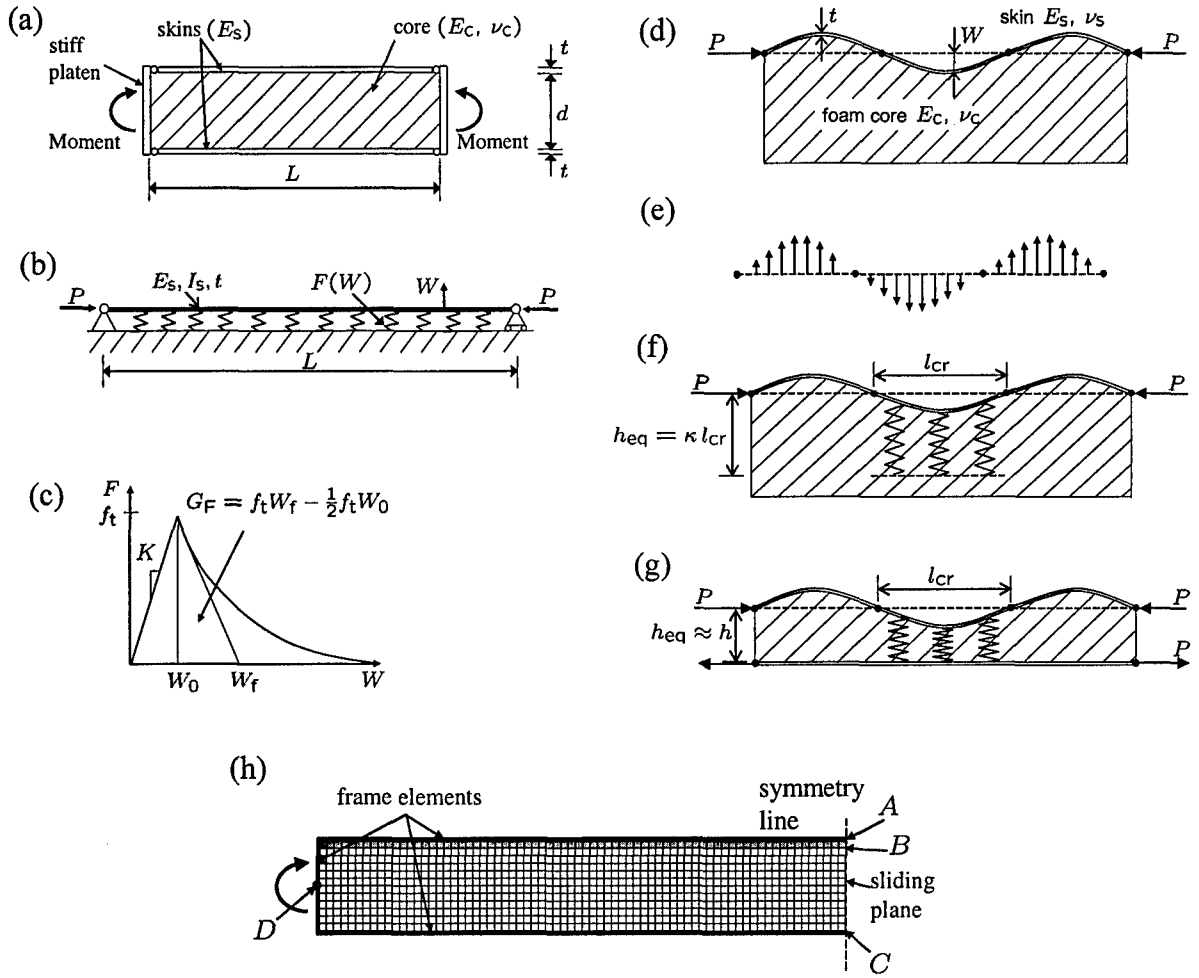 (a)
skins (E_S)
core (E_C, ν_C)
stiff
platen
t
d
t
Moment
Moment
L
(b)
P
E_S, I_S, t
F(W)
W
P
L
(c)
F
f_t
G_F = f_t W_f − ½ f_t W_0
K
W_0
W_f
W
(d)
t
skin E_S, ν_S
W
P
P
foam core E_C, ν_C
(e)
(f)
l_cr
P
P
h_eq = κ l_cr
(g)
l_cr
P
P
h_eq ≈ h
P
(h)
frame elements
symmetry
line
A
B
sliding
plane
D
C